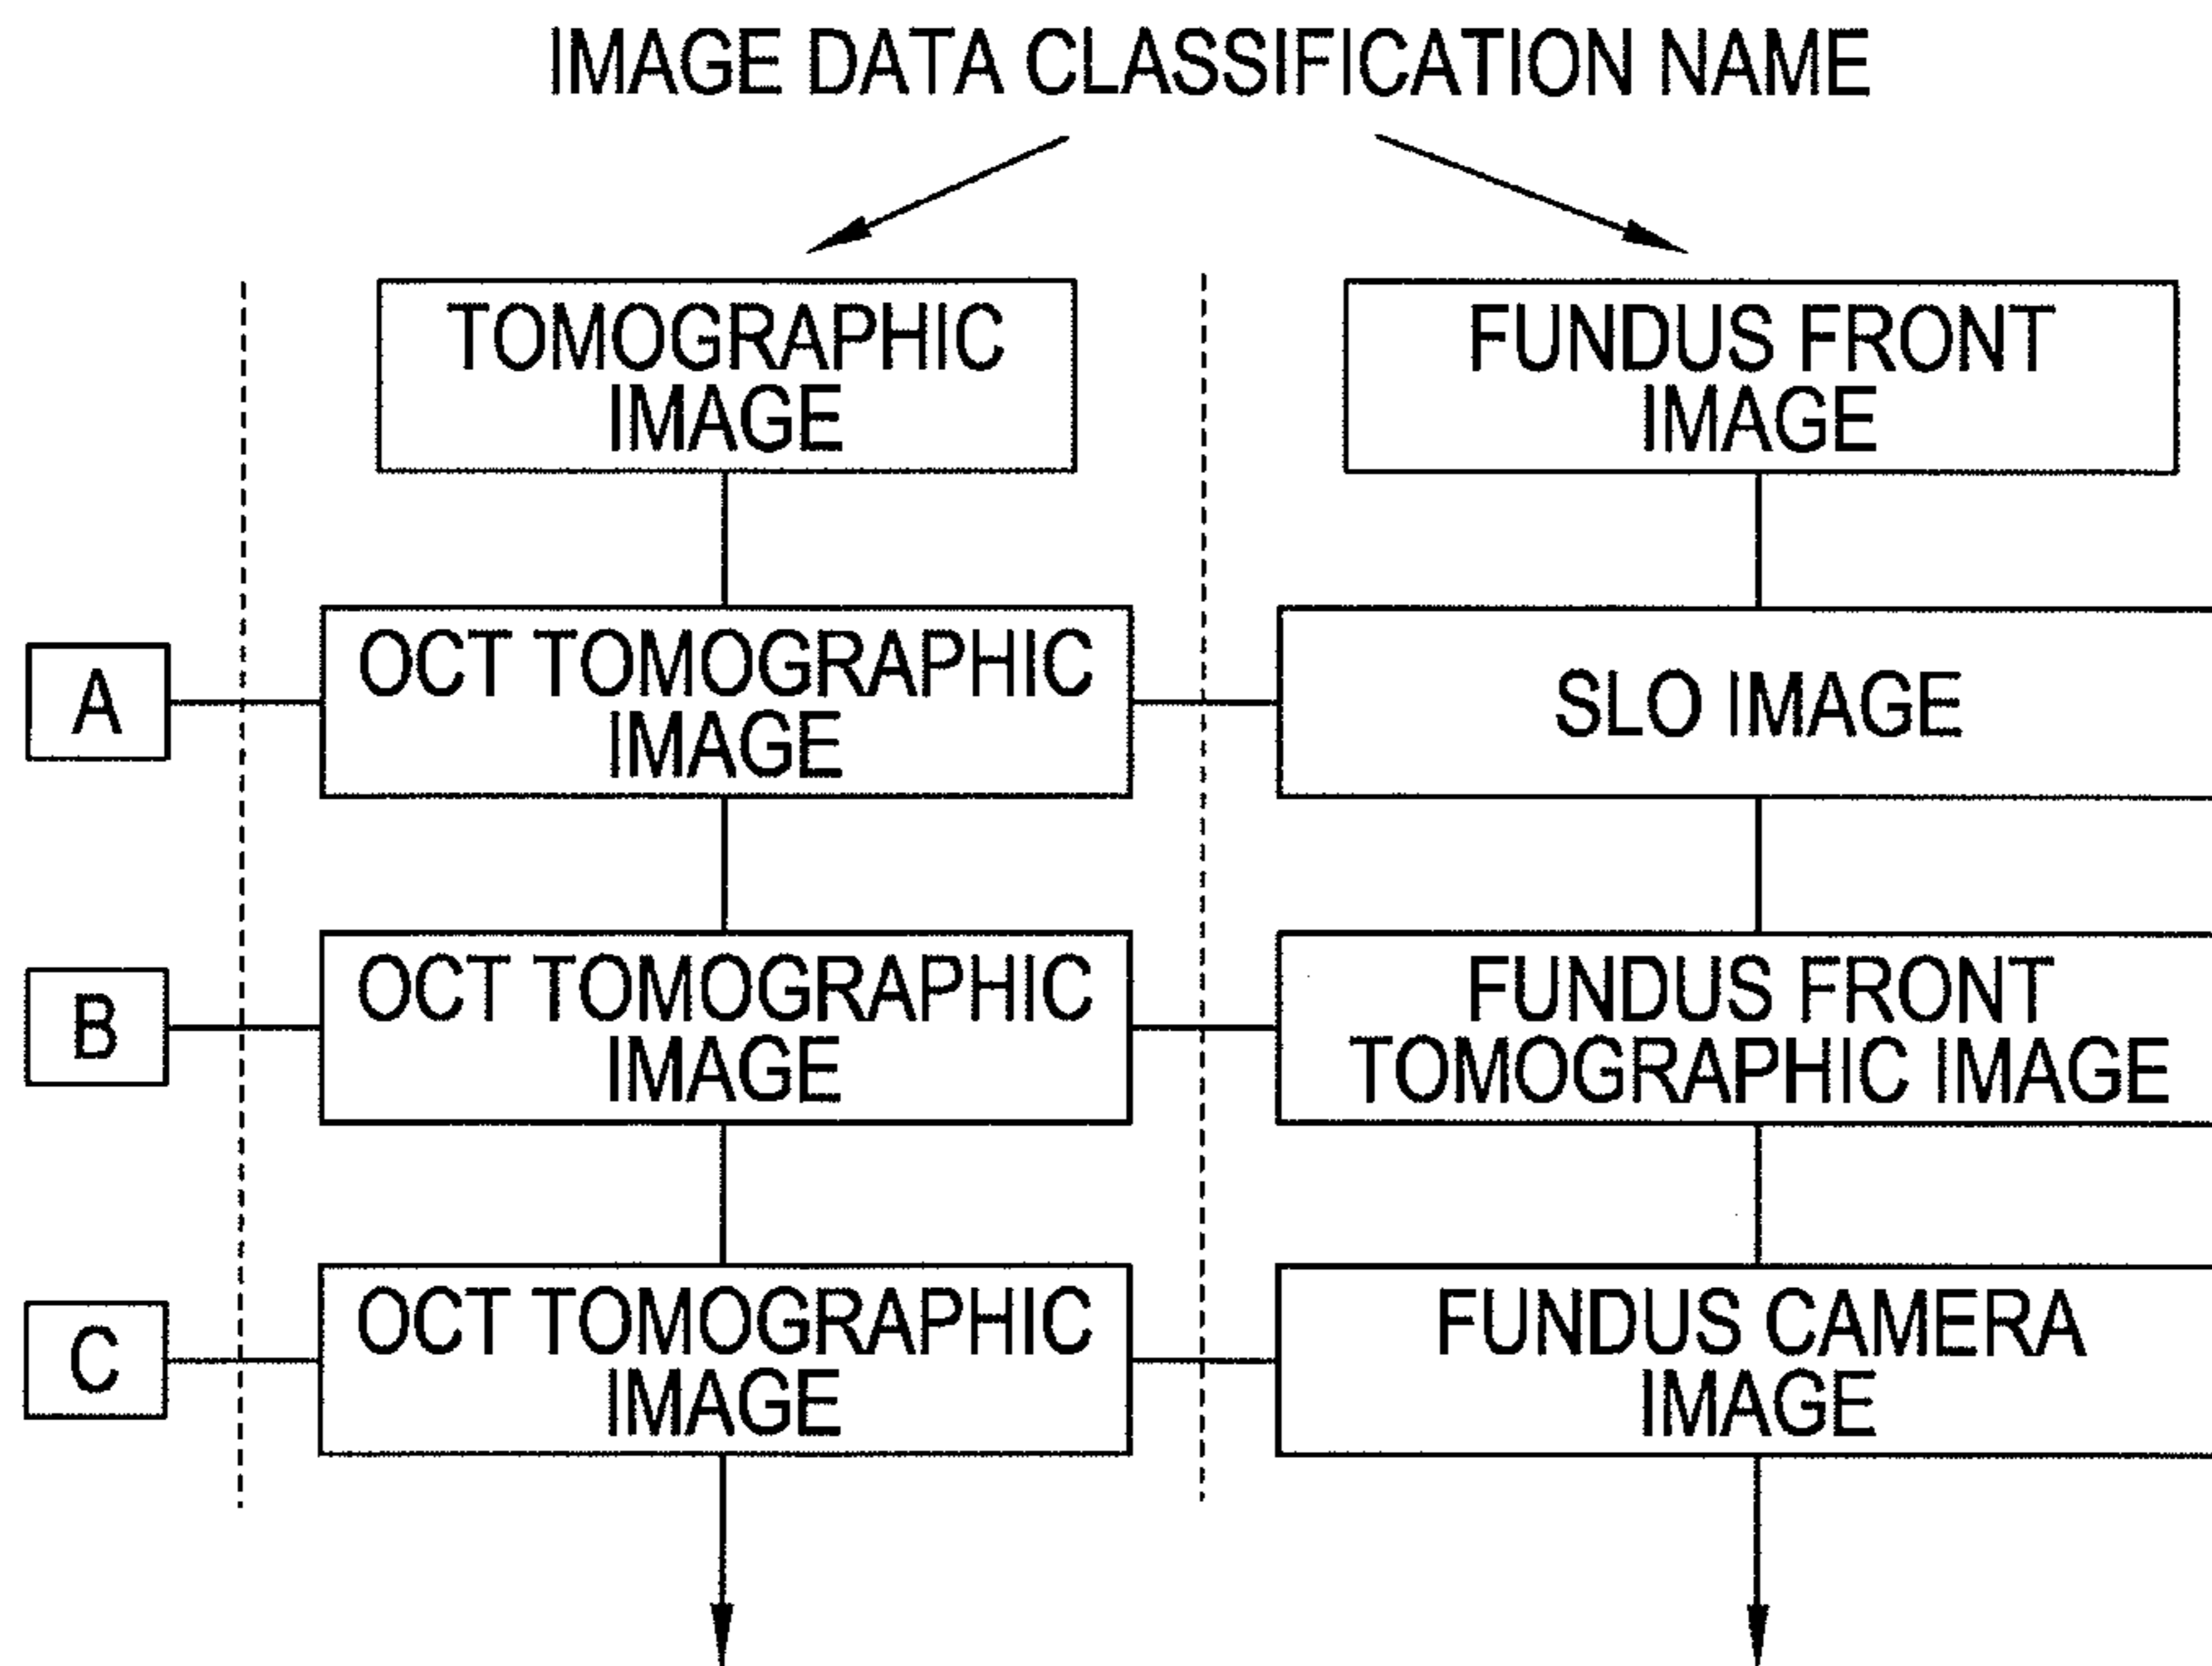 IMAGE DATA CLASSIFICATION NAME
TOMOGRAPHIC
IMAGE
FUNDUS FRONT
IMAGE
A
OCT TOMOGRAPHIC
IMAGE
SLO IMAGE
B
OCT TOMOGRAPHIC
IMAGE
FUNDUS FRONT
TOMOGRAPHIC IMAGE
C
OCT TOMOGRAPHIC
IMAGE
FUNDUS CAMERA
IMAGE